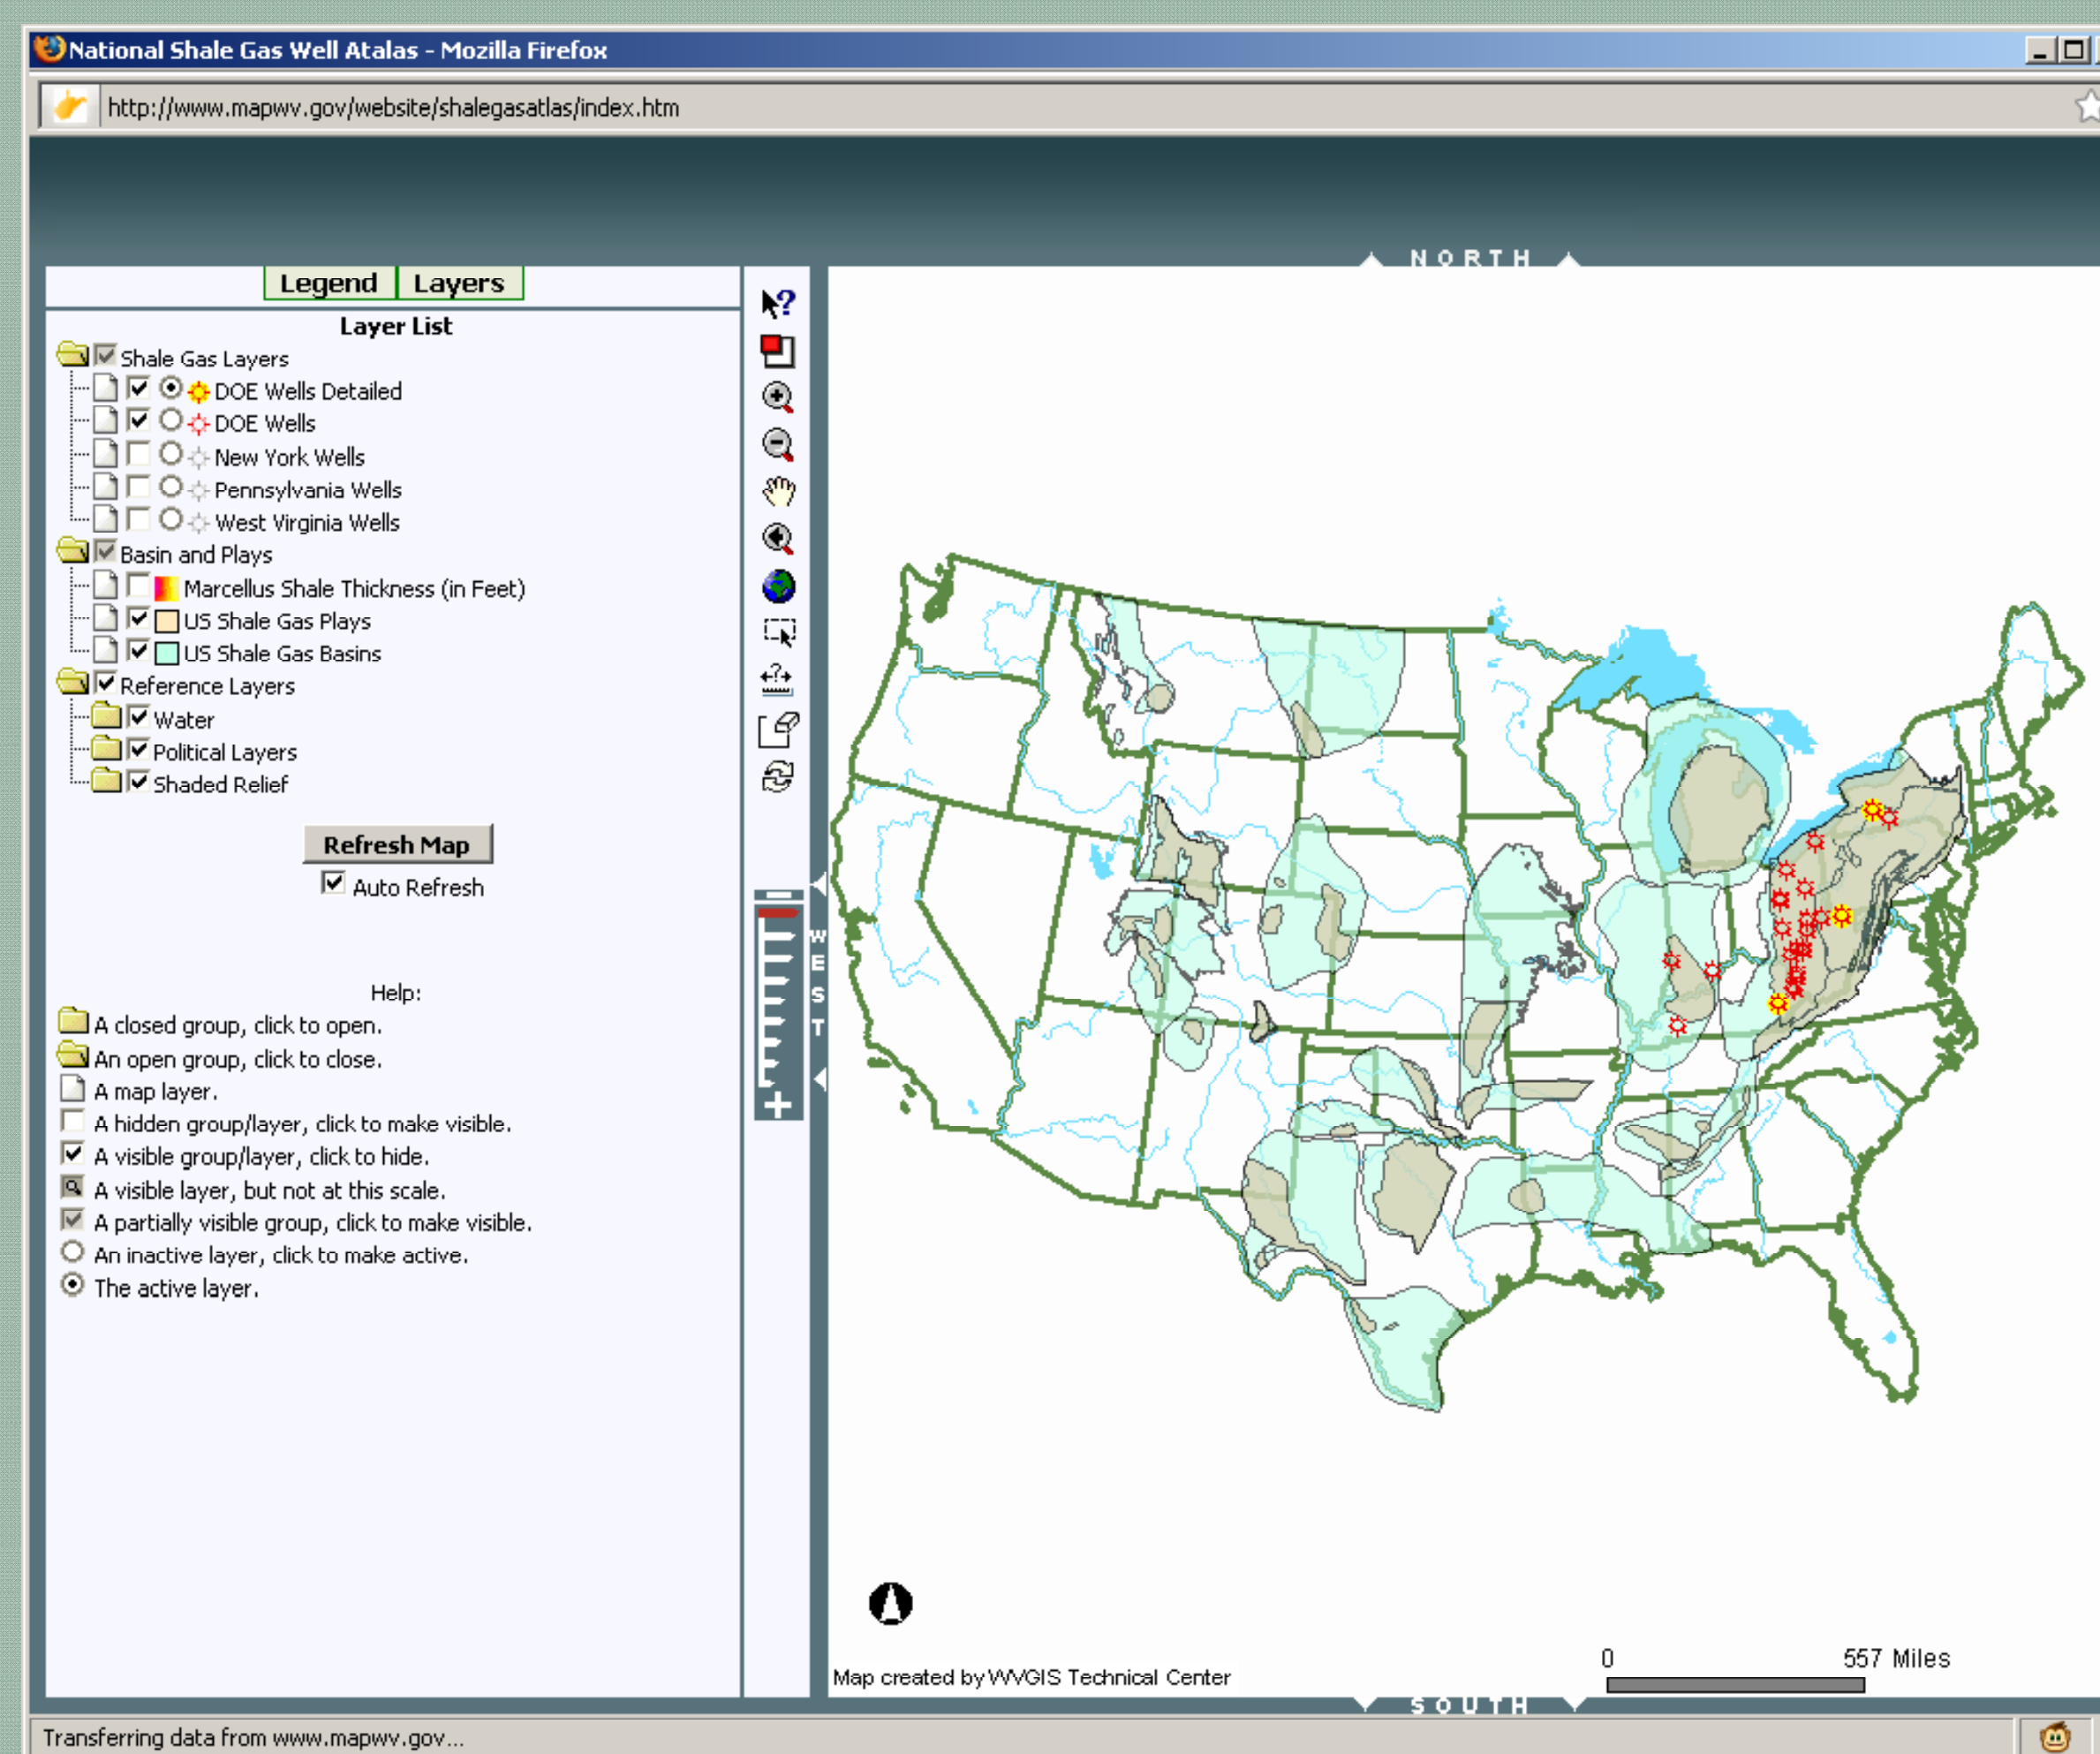 National Shale Gas Well Atalas - Mozilla Firefox
http://www.mapwv.gov/website/shalegasatlas/index.htm
NORTH
Legend Layers
Layer List
Shale Gas Layers
DOE Wells Detailed
DOE Wells
New York Wells
Pennsylvania Wells
West Virginia Wells
Basin and Plays
Marcellus Shale Thickness (in Feet)
US Shale Gas Plays
US Shale Gas Basins
Reference Layers
Water
Political Layers
Shaded Relief
Refresh Map
Auto Refresh
WEST
Help:
A closed group, click to open.
An open group, click to close.
A map layer.
A hidden group/layer, click to make visible.
A visible group/layer, click to hide.
A visible layer, but not at this scale.
A partially visible group, click to make visible.
An inactive layer, click to make active.
The active layer.
0 557 Miles
Map created by WVGIS Technical Center
SOUTH
Transferring data from www.mapwv.gov...